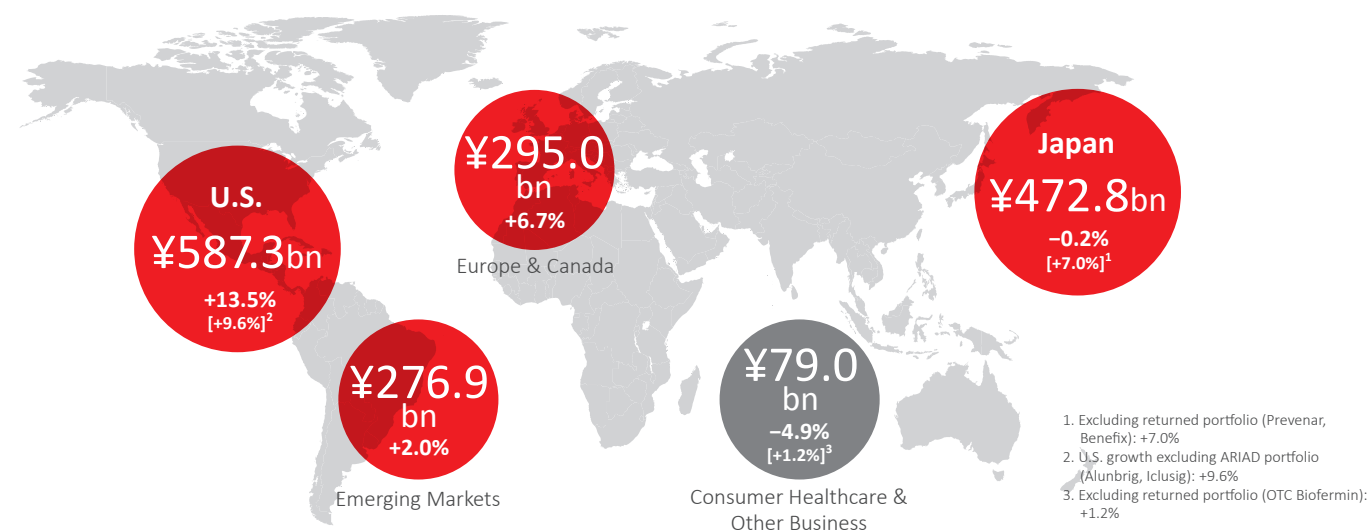 U.S.
¥587.3bn
+13.5%
[+9.6%]2
¥295.0
bn
+6.7%
Europe & Canada
Japan
¥472.8bn
−0.2%
[+7.0%]1
¥276.9
bn
+2.0%
Emerging Markets
¥79.0
bn
−4.9%
[+1.2%]3
Consumer Healthcare &
Other Business
1. Excluding returned portfolio (Prevenar,
Benefix): +7.0%
2. U.S. growth excluding ARIAD portfolio
(Alunbrig, Iclusig): +9.6%
3. Excluding returned portfolio (OTC Biofermin):
+1.2%